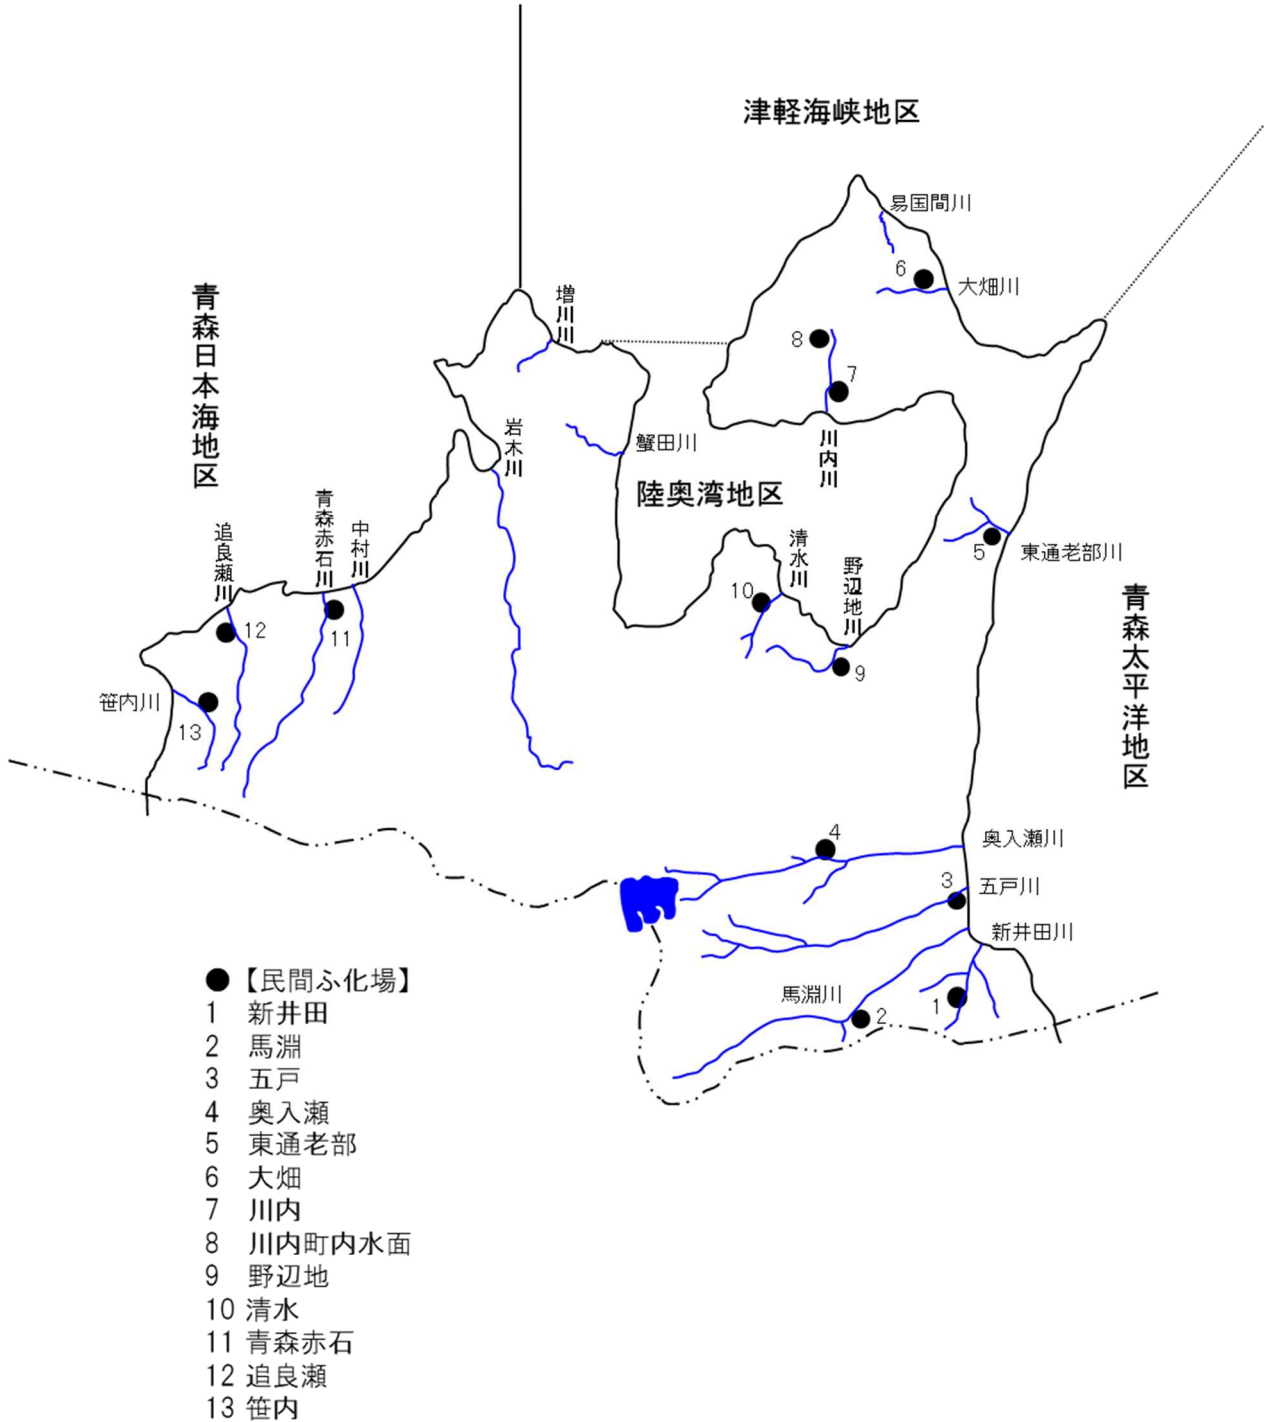 津軽海峡地区
易国間川
6
大畑川
青森日本海地区
増川川
8
7
川内川
岩木川
蟹田川
陸奥湾地区
青森赤石川
中村川
追良瀬川
清水川
野辺地川
5
東通老部川
10
9
11
12
笹内川
13
青森太平洋地区
4
奥入瀬川
3
五戸川
新井田川
馬淵川
2
1
●【民間ふ化場】
1 新井田
2 馬淵
3 五戸
4 奥入瀬
5 東通老部
6 大畑
7 川内
8 川内町内水面
9 野辺地
10 清水
11 青森赤石
12 追良瀬
13 笹内